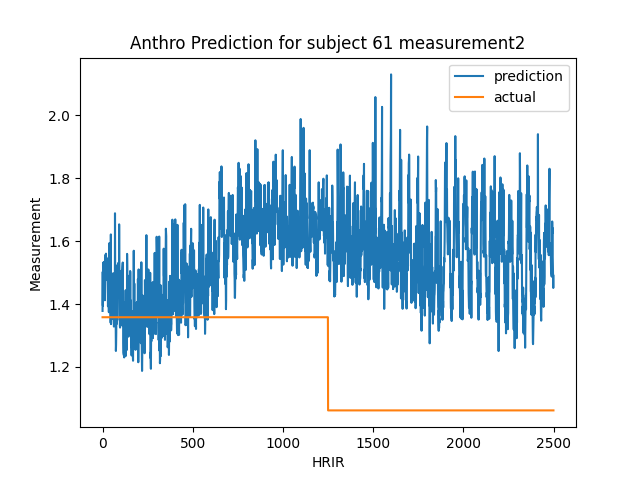 Anthro Prediction for subject 61 measurement2
prediction
actual
2.0
1.8
1.6
1.4
1.2
Measurement
0
500
1000
1500
2000
2500
HRIR